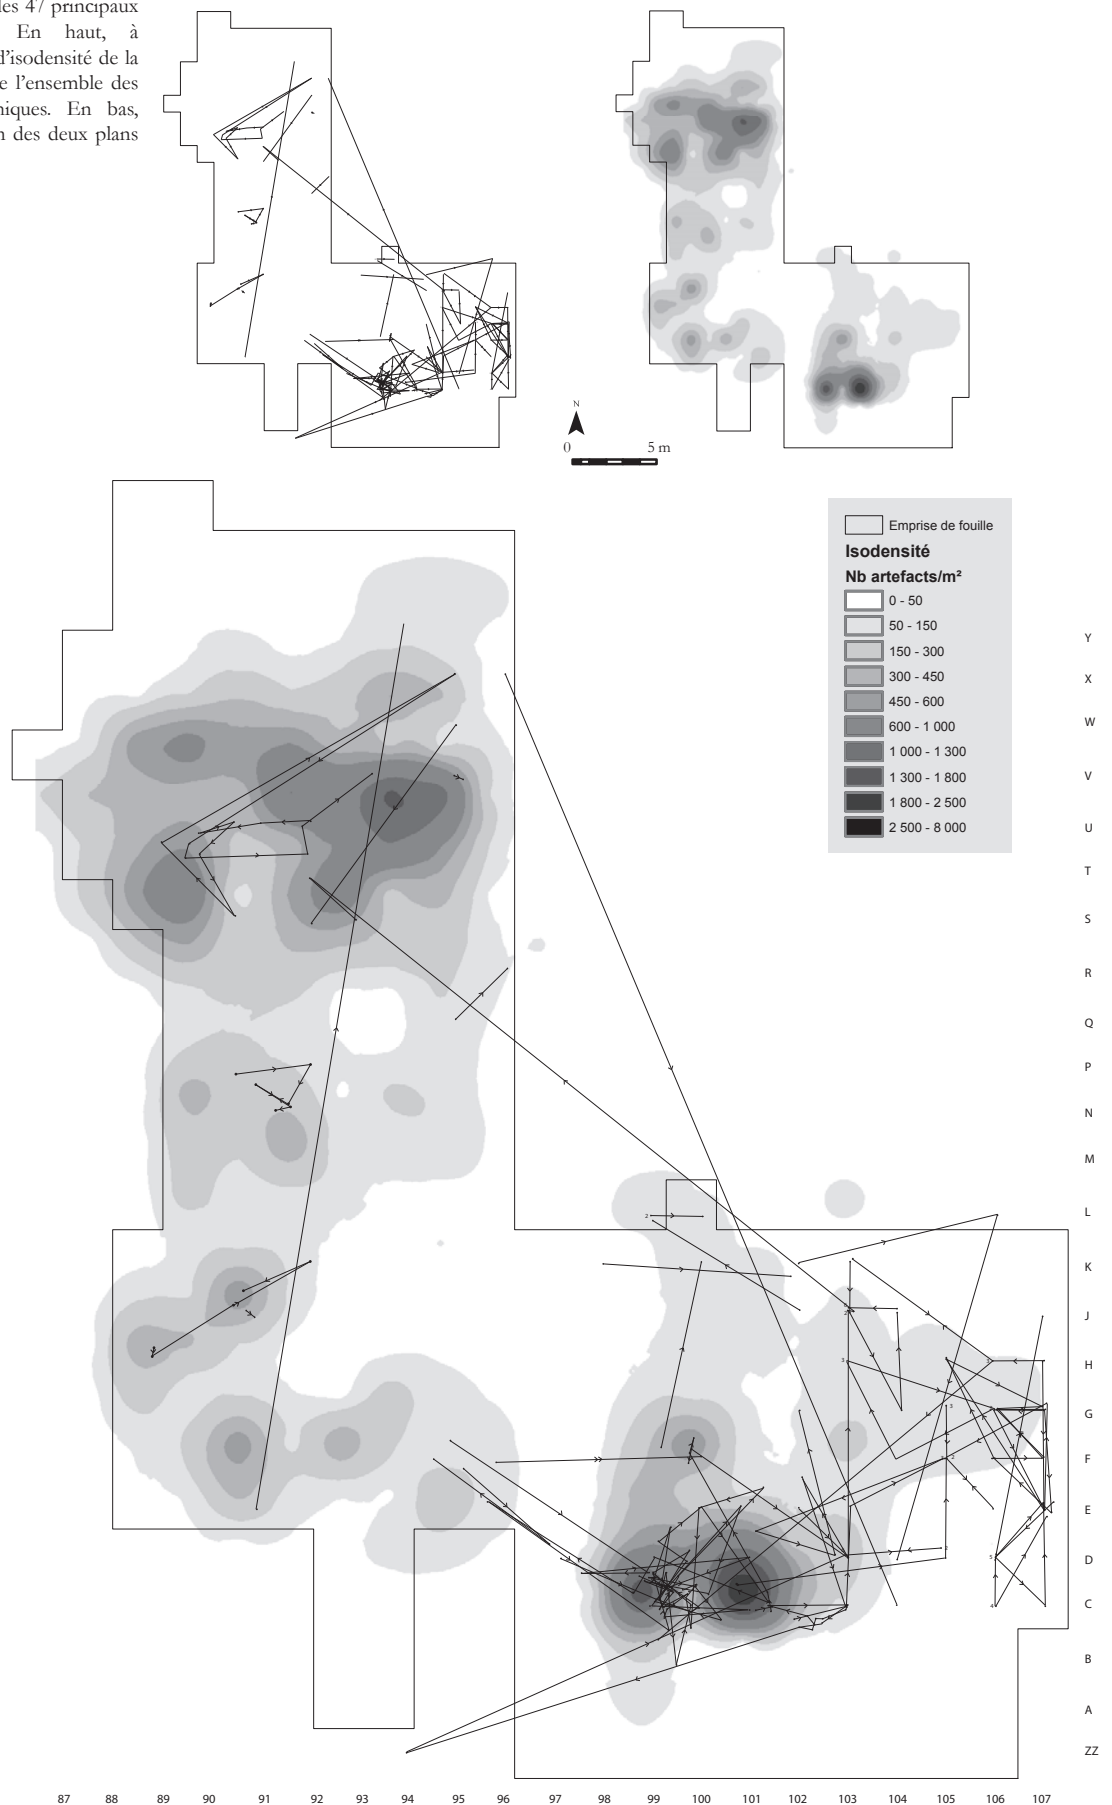 les 47 principaux
En haut, à
d'isodensité de la
e l'ensemble des
niques. En bas,
n des deux plans
N
0 5 m
Emprise de fouille
Isodensité
Nb artefacts/m²
0 - 50
50 - 150
150 - 300
300 - 450
450 - 600
600 - 1 000
1 000 - 1 300
1 300 - 1 800
1 800 - 2 500
2 500 - 8 000
Y
X
W
V
U
T
S
R
Q
P
N
M
L
K
J
H
G
F
E
D
C
B
A
ZZ
87 88 89 90 91 92 93 94 95 96 97 98 99 100 101 102 103 104 105 106 107